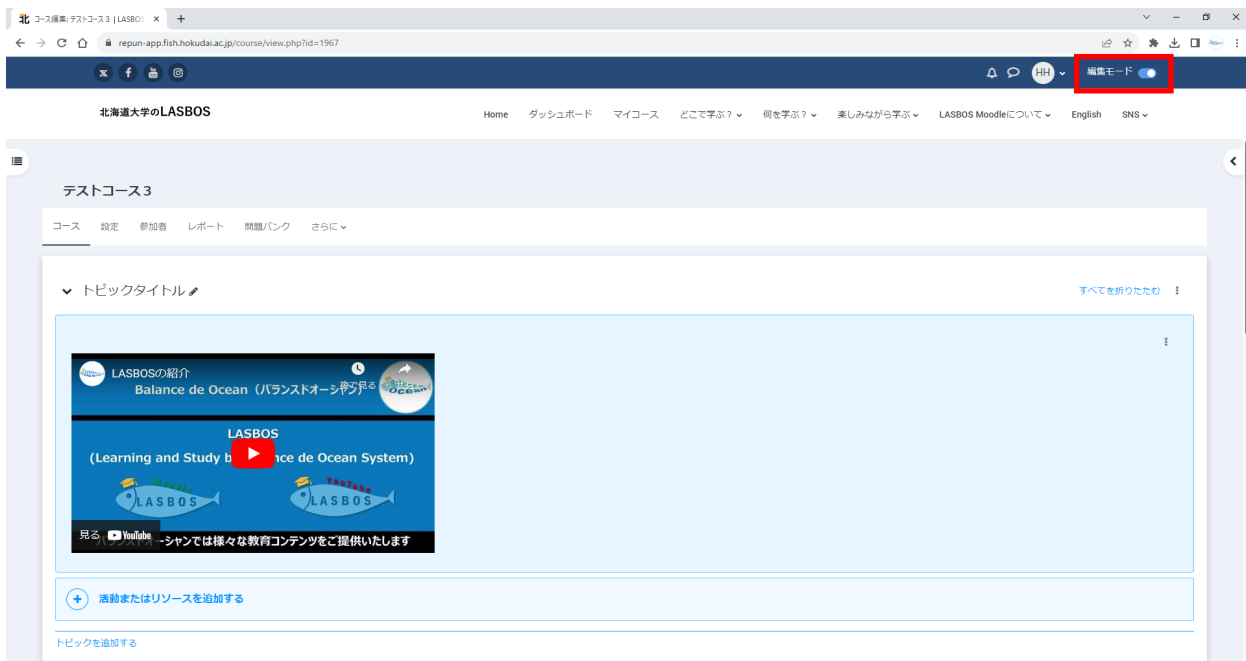 コース編集: テストコース3 | LASBOS
repun-app.fish.hokudai.ac.jp/course/view.php?id=1967
HH
編集モード
北海道大学のLASBOS
Home ダッシュボード マイコース どこで学ぶ? 何を学ぶ? 楽しみながら学ぶ LASBOS Moodleについて English SNS
テストコース3
コース 設定 参加者 レポート 問題バンク さらに
トピックタイトル
すべてを折りたたむ
LASBOSの紹介
後で見る
Balance de Ocean (バランスドオーシャン)
LASBOS
(Learning and Study b nce de Ocean System)
Moodle YouTube
LASBOS LASBOS
見る YouTube
-シャンでは様々な教育コンテンツをご提供いたします
活動またはリソースを追加する
トピックを追加する